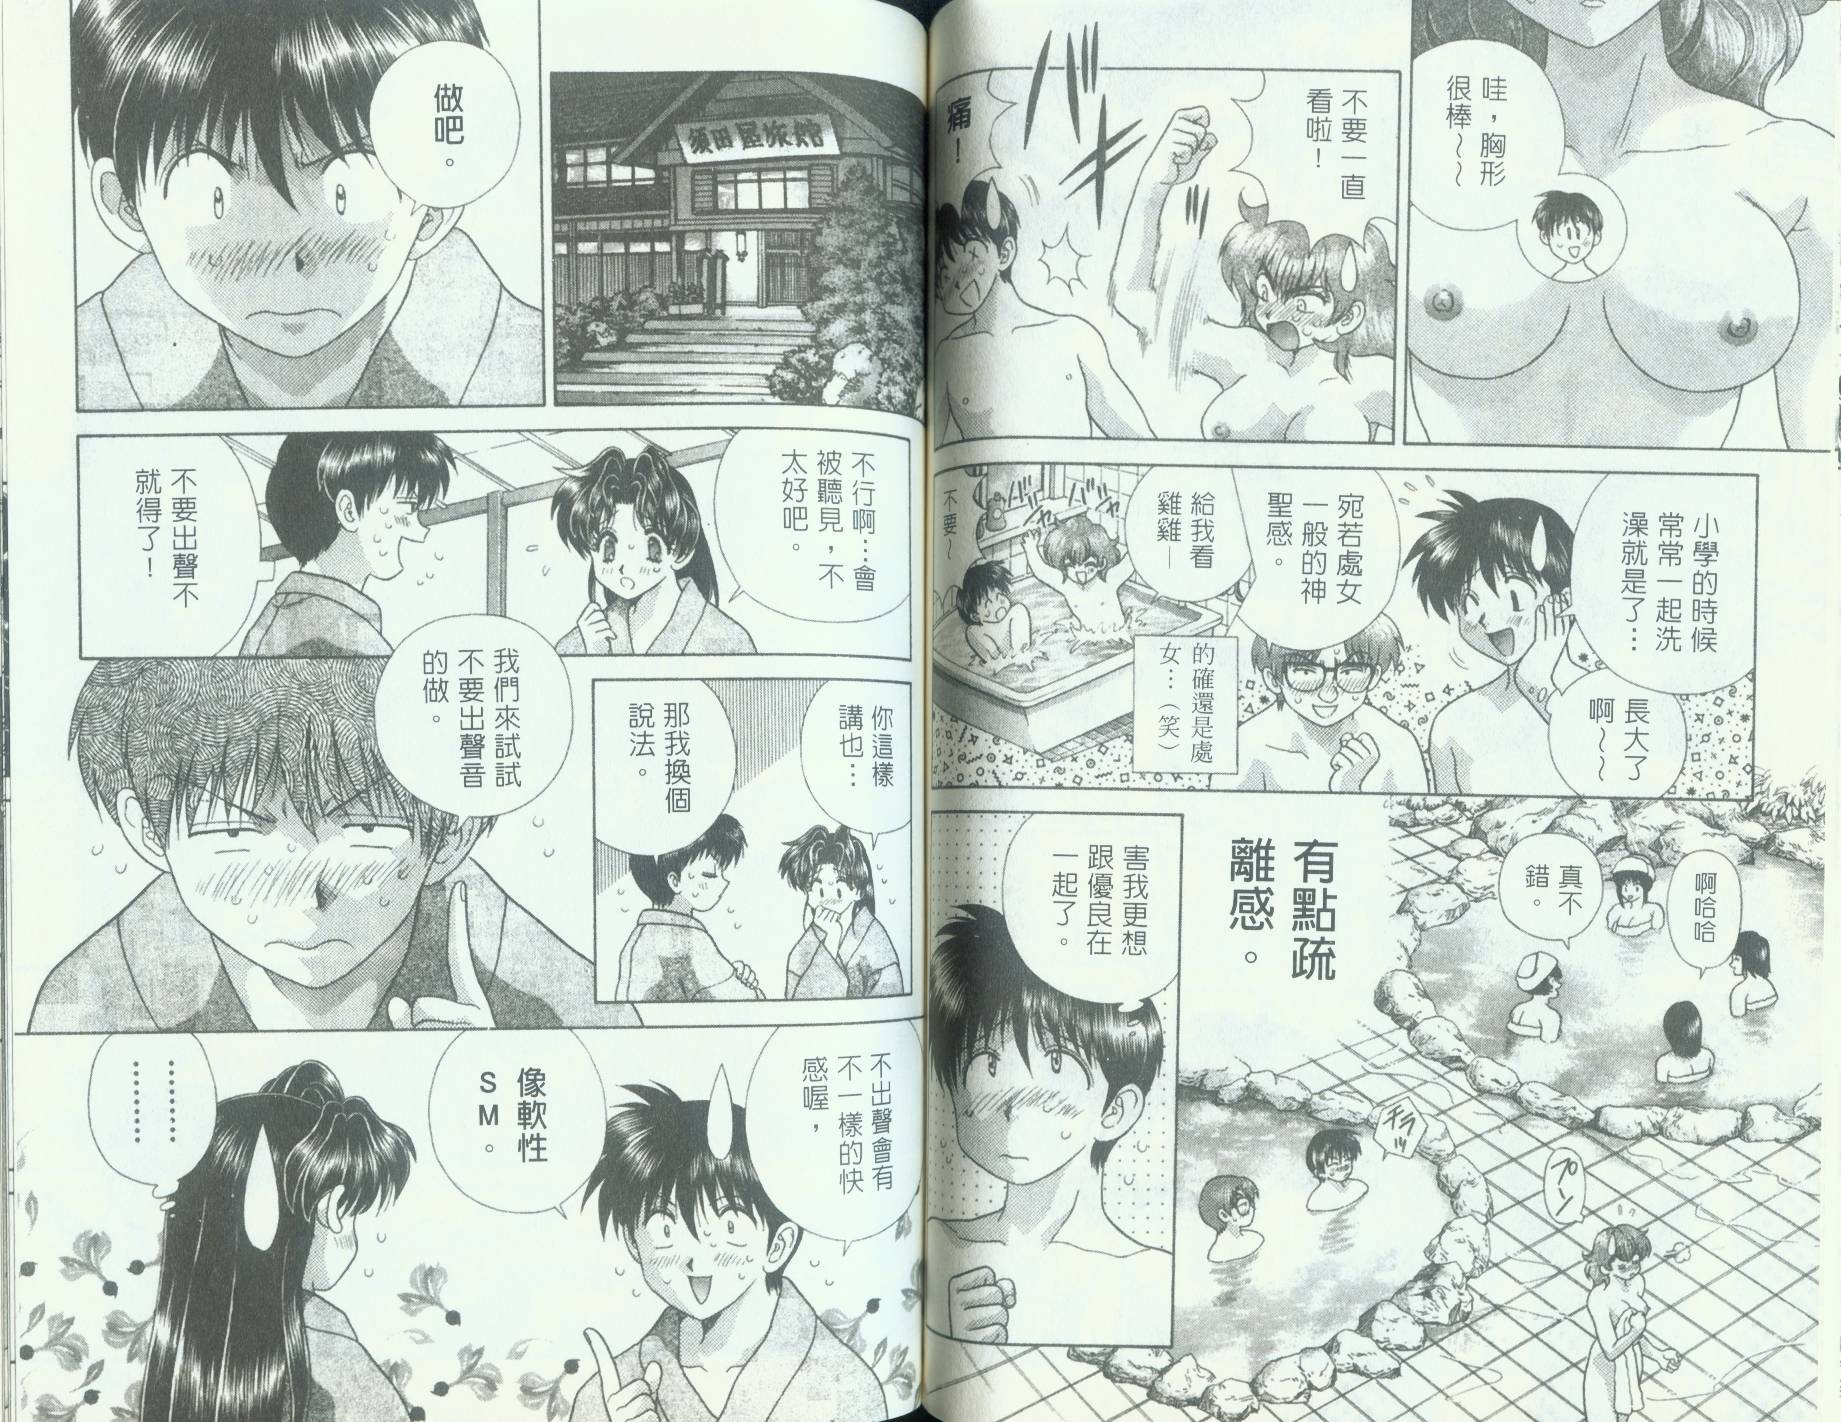 哇，胸形
很棒～～
不要一直
看啦！
痛！
小學的時候
常常一起洗
澡就是了…
長大了
啊～～
宛若處女
一般的神
聖感。
給我看
雞雞—
不要～
的確還是處
女…（笑）
啊哈哈
真不
錯。
有點疏
離感。
プン
害我更想
跟優良在
一起了。
須田屋旅館
做吧。
不行啊…會
被聽見，不
太好吧。
不要出聲不
就得了！
你這樣
講也…
那我換個
說法。
我們來試試
不要出聲音
的做。
不出聲會有
不一樣的快
感喔，
像軟性
SM。
………
………